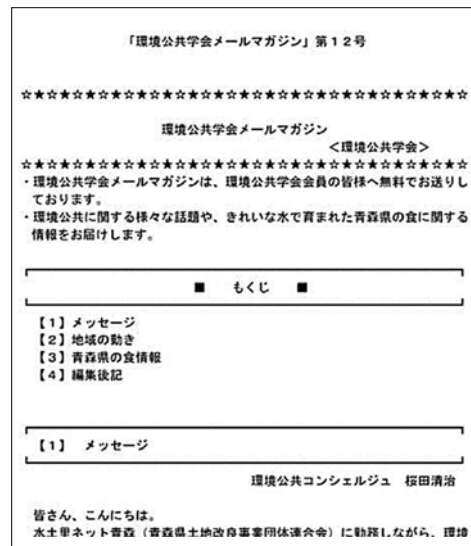 「環境公共学会メールマガジン」第12号
☆★☆★☆★☆★☆★☆★☆★☆★☆★☆★☆★☆★☆★☆★☆★☆★☆★☆
環境公共学会メールマガジン
＜環境公共学会＞
☆★☆★☆★☆★☆★☆★☆★☆★☆★☆★☆★☆★☆★☆★☆★☆★☆★☆
・環境公共学会メールマガジンは、環境公共学会会員の皆様へ無料でお送りし
ております。
・環境公共に関する様々な話題や、きれいな水で育まれた青森県の食に関する
情報をお届けします。
■　もくじ　■
【1】メッセージ
【2】地域の動き
【3】青森県の食情報
【4】編集後記
【1】　メッセージ
環境公共コンシェルジュ　桜田清治
皆さん、こんにちは。
水土里ネット青森（青森県土地改良事業団体連合会）に勤務しながら、環境